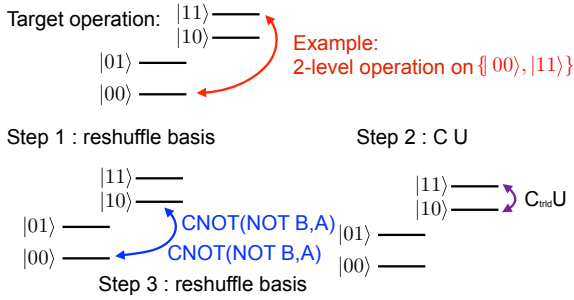 Target operation:
|11⟩
|10⟩
|01⟩
|00⟩
Example:
2-level operation on {|00⟩, |11⟩}
Step 1 : reshuffle basis
|11⟩
|10⟩
|01⟩
|00⟩
CNOT(NOT B,A)
CNOT(NOT B,A)
Step 3 : reshuffle basis
Step 2 : C U
|11⟩
|10⟩
|01⟩
|00⟩
C_trld U